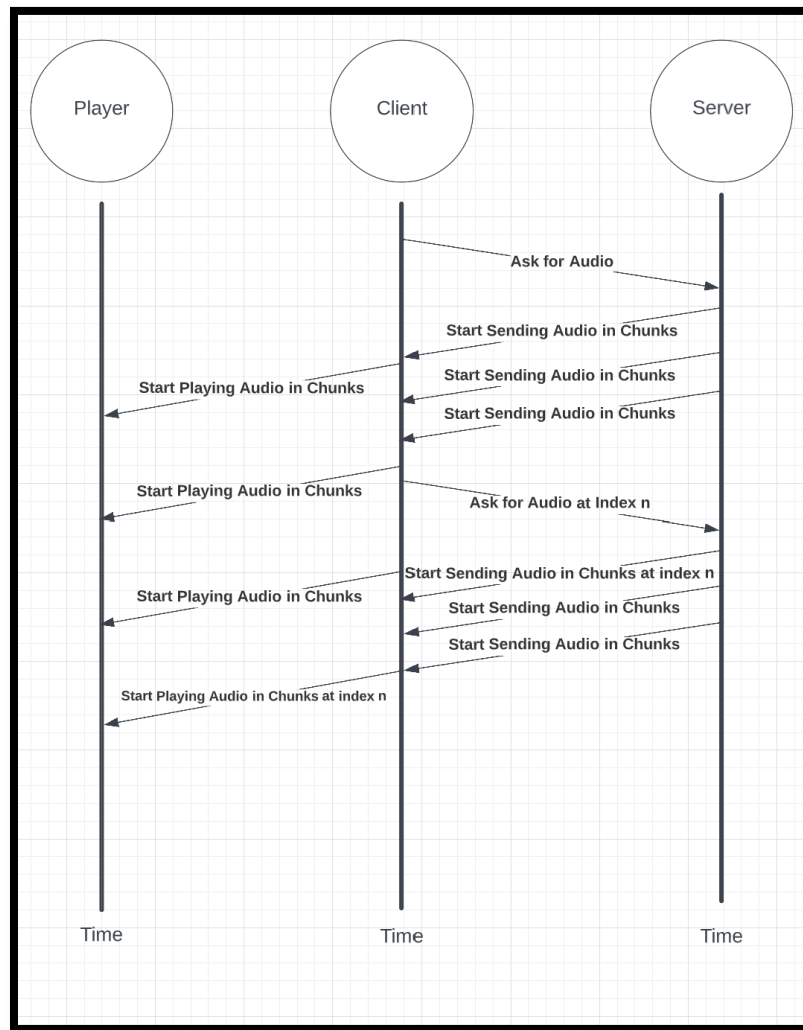 Player
Client
Server
Ask for Audio
Start Sending Audio in Chunks
Start Sending Audio in Chunks
Start Playing Audio in Chunks
Start Sending Audio in Chunks
Start Playing Audio in Chunks
Ask for Audio at Index n
Start Sending Audio in Chunks at index n
Start Playing Audio in Chunks
Start Sending Audio in Chunks
Start Sending Audio in Chunks
Start Playing Audio in Chunks at index n
Time
Time
Time